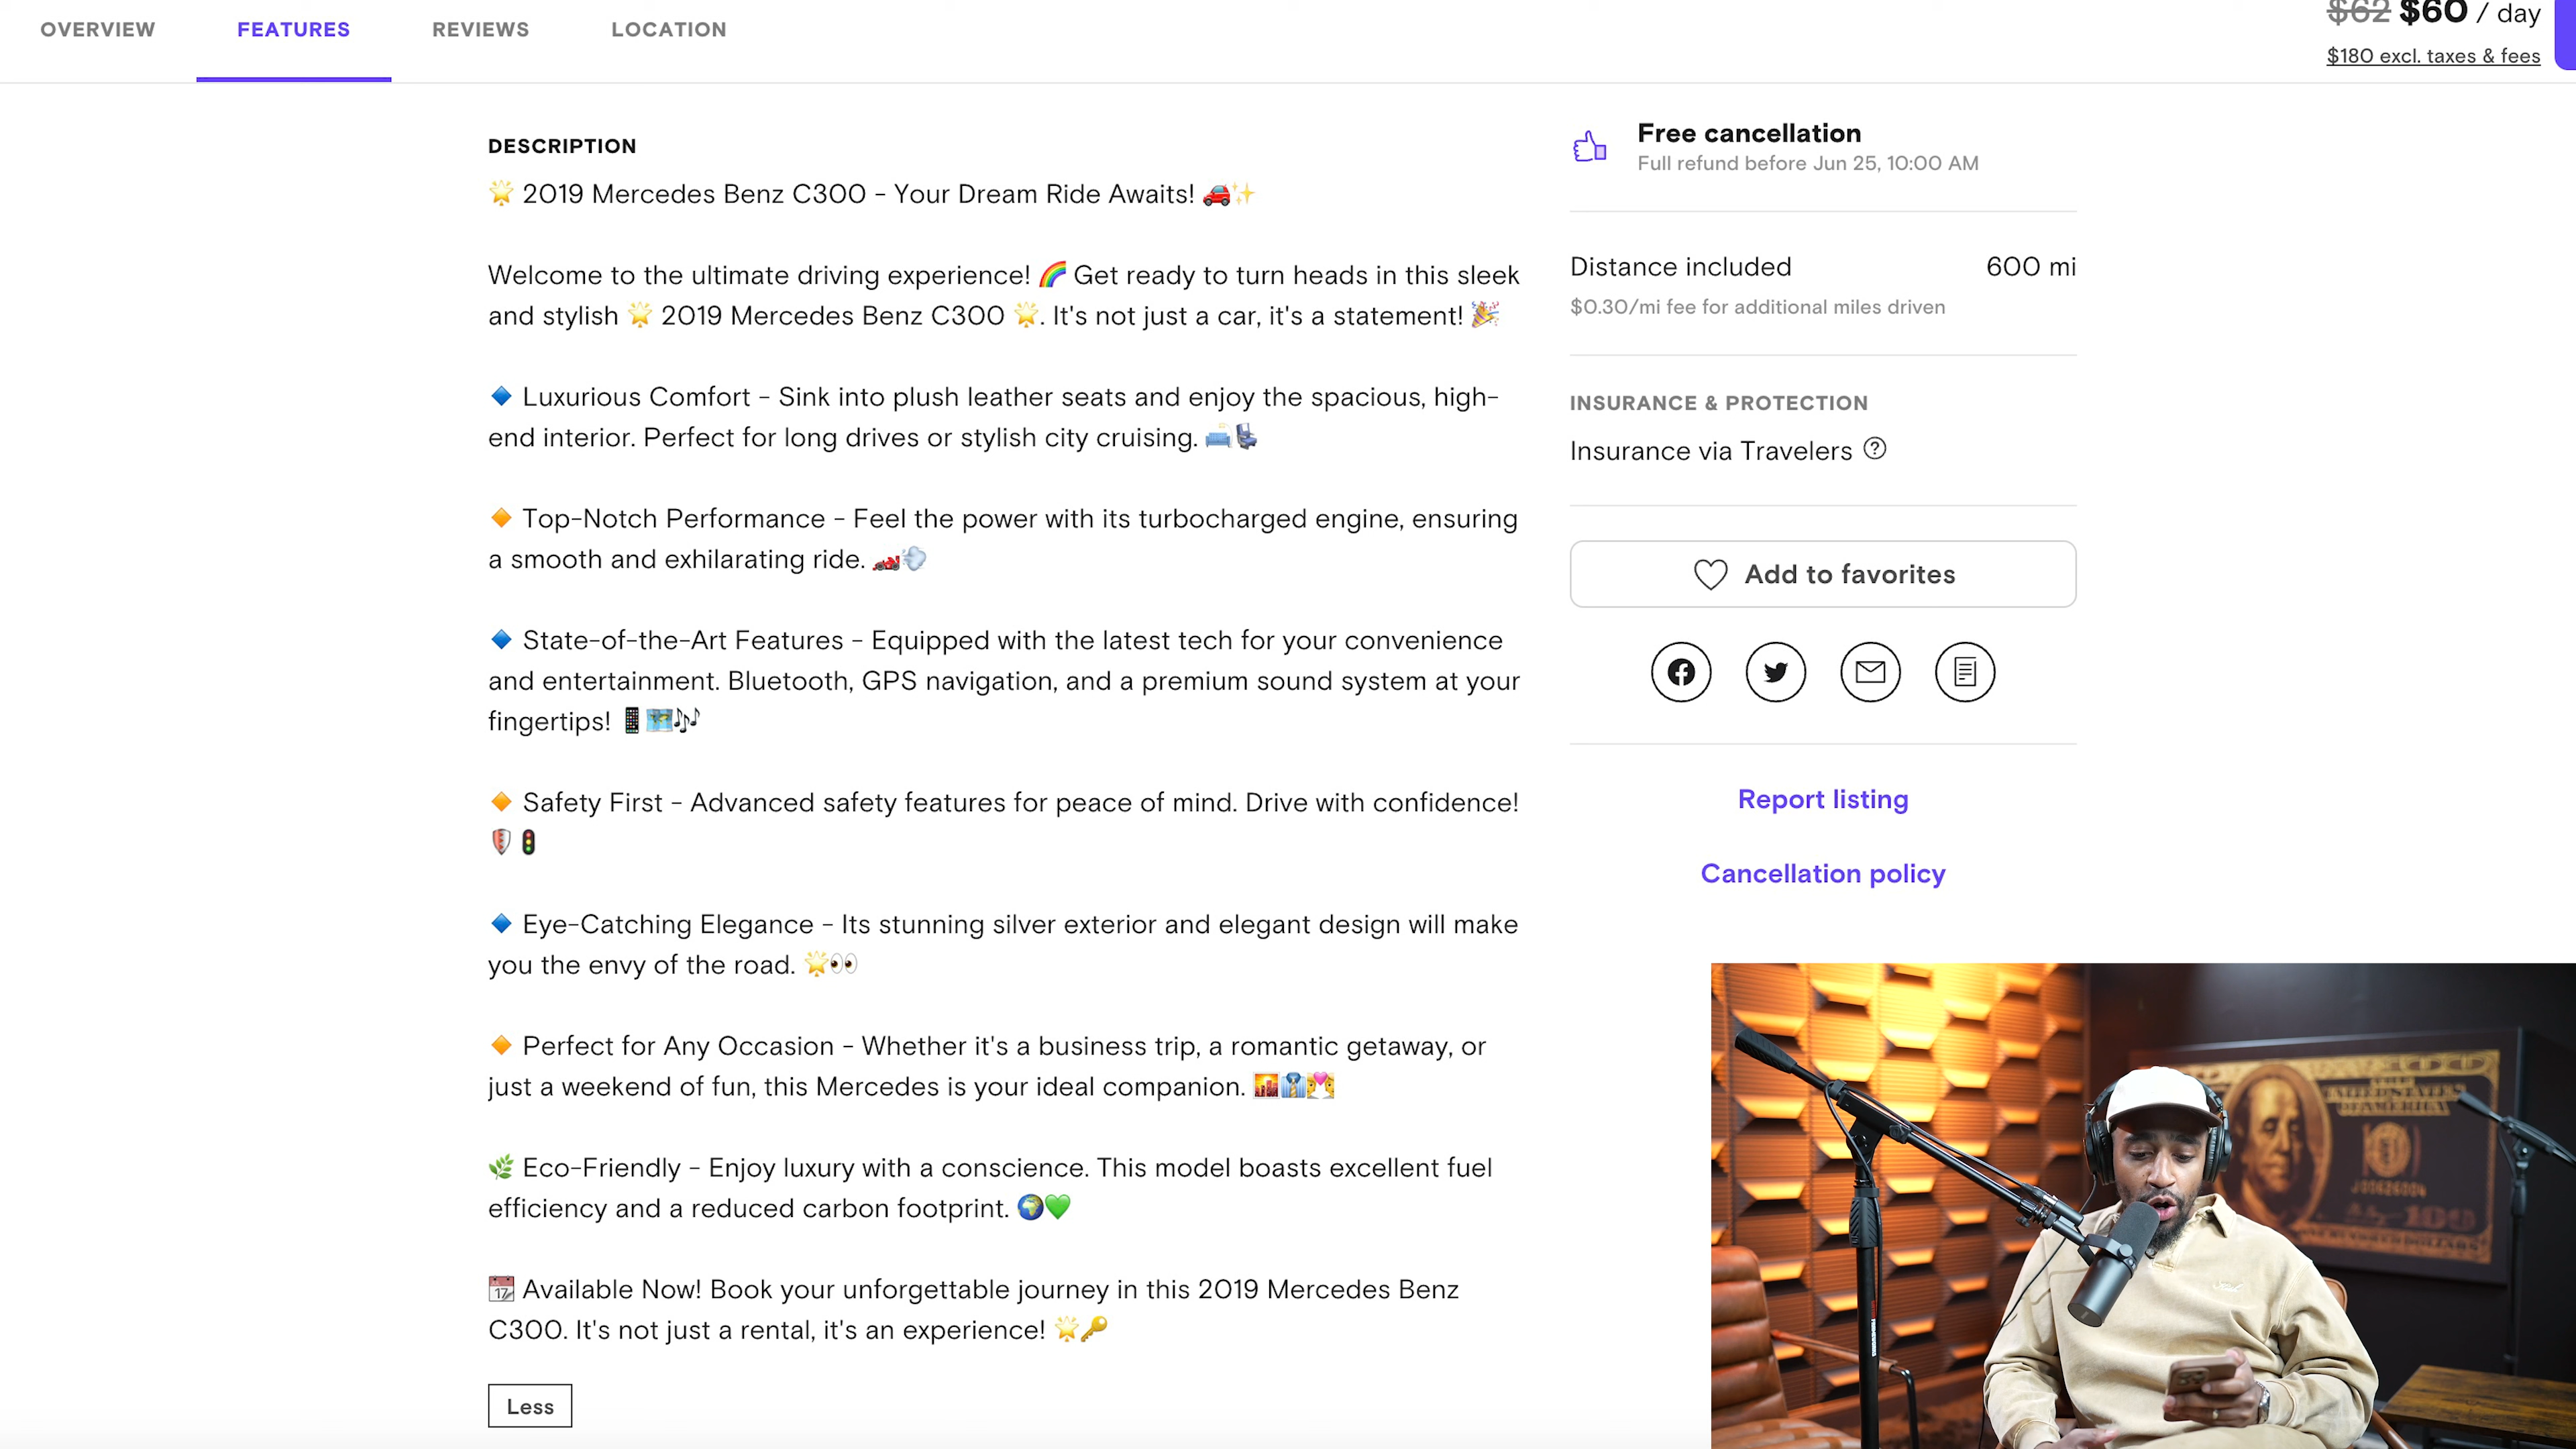 OVERVIEW
FEATURES
REVIEWS
LOCATION
$62 $60 / day
$180 excl. taxes & fees
DESCRIPTION
🌟 2019 Mercedes Benz C300 - Your Dream Ride Awaits! 🚗✨
Welcome to the ultimate driving experience! 🌈 Get ready to turn heads in this sleek
and stylish 🌟 2019 Mercedes Benz C300 🌟. It's not just a car, it's a statement! 🎉
🔷 Luxurious Comfort - Sink into plush leather seats and enjoy the spacious, high-
end interior. Perfect for long drives or stylish city cruising. 🛋️💺
🔶 Top-Notch Performance - Feel the power with its turbocharged engine, ensuring
a smooth and exhilarating ride. 🏎️💨
🔷 State-of-the-Art Features - Equipped with the latest tech for your convenience
and entertainment. Bluetooth, GPS navigation, and a premium sound system at your
fingertips! 📱🗺️🎶
🔶 Safety First - Advanced safety features for peace of mind. Drive with confidence!
🛡️🚦
🔷 Eye-Catching Elegance - Its stunning silver exterior and elegant design will make
you the envy of the road. 🌟👀
🔶 Perfect for Any Occasion - Whether it's a business trip, a romantic getaway, or
just a weekend of fun, this Mercedes is your ideal companion. 🌇👔💑
🌿 Eco-Friendly - Enjoy luxury with a conscience. This model boasts excellent fuel
efficiency and a reduced carbon footprint. 🌍💚
📆 Available Now! Book your unforgettable journey in this 2019 Mercedes Benz
C300. It's not just a rental, it's an experience! 🌟🔑
Less
Free cancellation
Full refund before Jun 25, 10:00 AM
Distance included 600 mi
$0.30/mi fee for additional miles driven
INSURANCE & PROTECTION
Insurance via Travelers ?
Add to favorites
Report listing
Cancellation policy
100